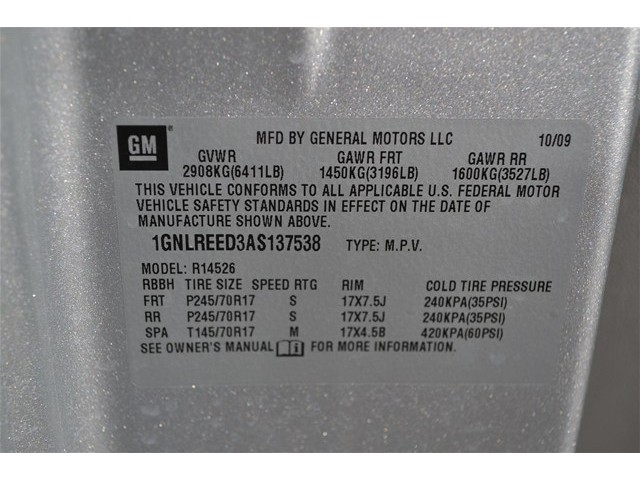 GM
MFD BY GENERAL MOTORS LLC 10/09
GVWR GAWR FRT GAWR RR
2908KG(6411LB) 1450KG(3196LB) 1600KG(3527LB)
THIS VEHICLE CONFORMS TO ALL APPLICABLE U.S. FEDERAL MOTOR
VEHICLE SAFETY STANDARDS IN EFFECT ON THE DATE OF
MANUFACTURE SHOWN ABOVE.
1GNLREED3AS137538 TYPE: M.P.V.
MODEL: R14526
RBBH TIRE SIZE SPEED RTG RIM COLD TIRE PRESSURE
FRT P245/70R17 S 17X7.5J 240KPA(35PSI)
RR P245/70R17 S 17X7.5J 240KPA(35PSI)
SPA T145/70R17 M 17X4.5B 420KPA(60PSI)
SEE OWNER'S MANUAL FOR MORE INFORMATION.